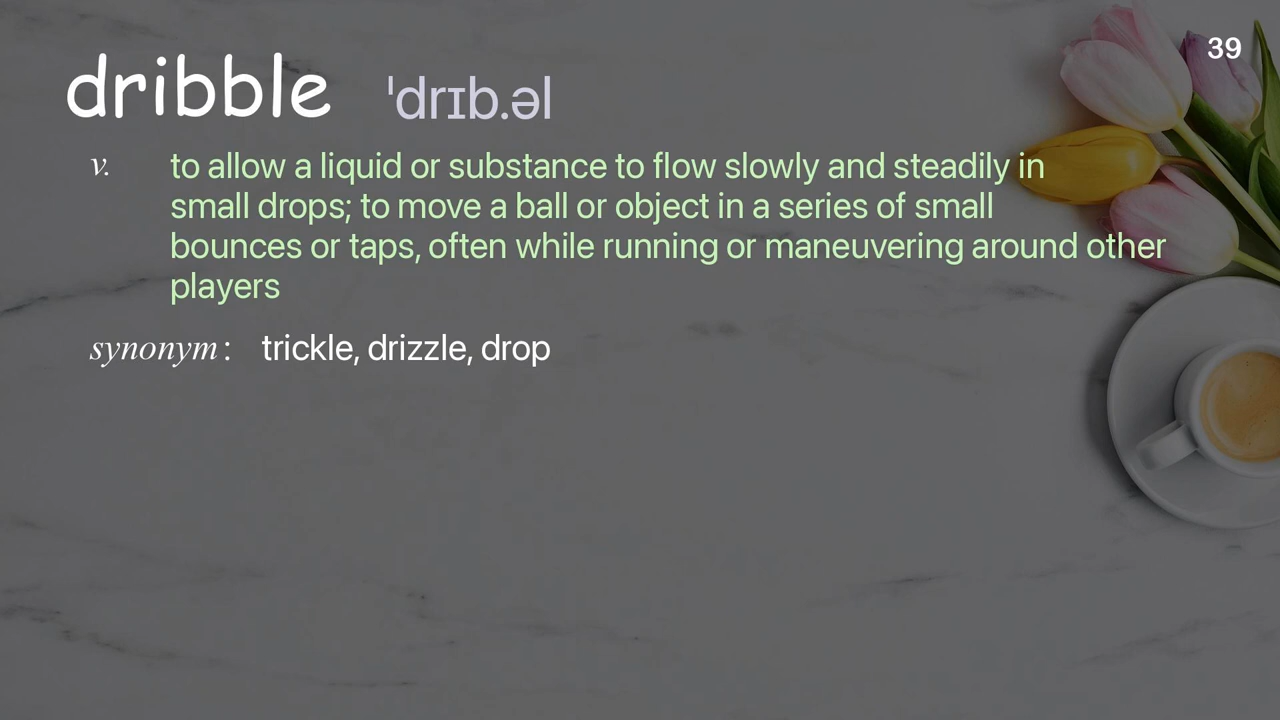 39
dribble ˈdrɪb.əl
v. to allow a liquid or substance to flow slowly and steadily in
small drops; to move a ball or object in a series of small
bounces or taps, often while running or maneuvering around other
players
synonym: trickle, drizzle, drop